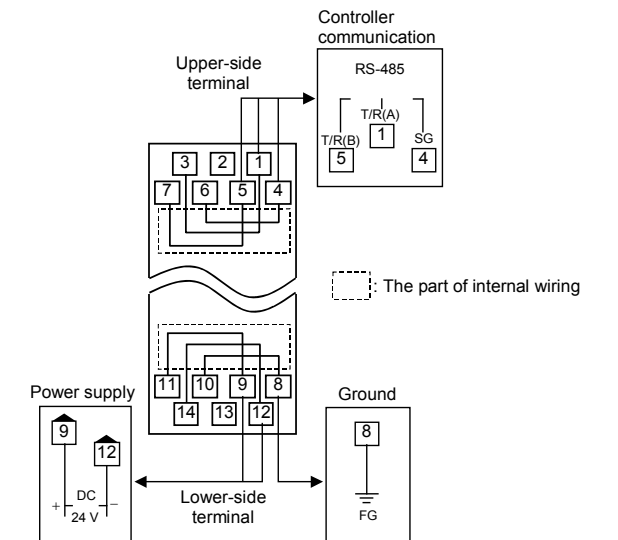 Controller
communication
RS-485
T/R(A)
1
T/R(B)
5
SG
4
Upper-side
terminal
3 2 1
7 6 5 4
: The part of internal wiring
11 10 9 8
14 13 12
Power supply
9
12
+ DC −
24 V
Lower-side
terminal
Ground
8
FG